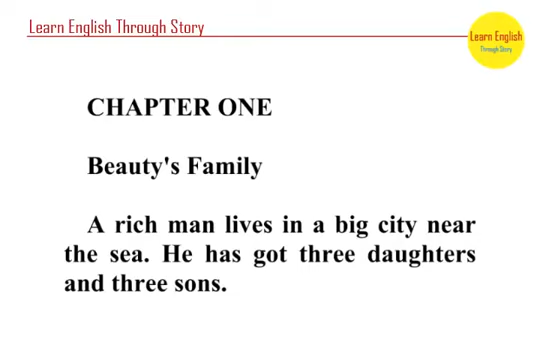 Learn English Through Story
Learn English
Through Story
CHAPTER ONE
Beauty's Family
A rich man lives in a big city near
the sea. He has got three daughters
and three sons.